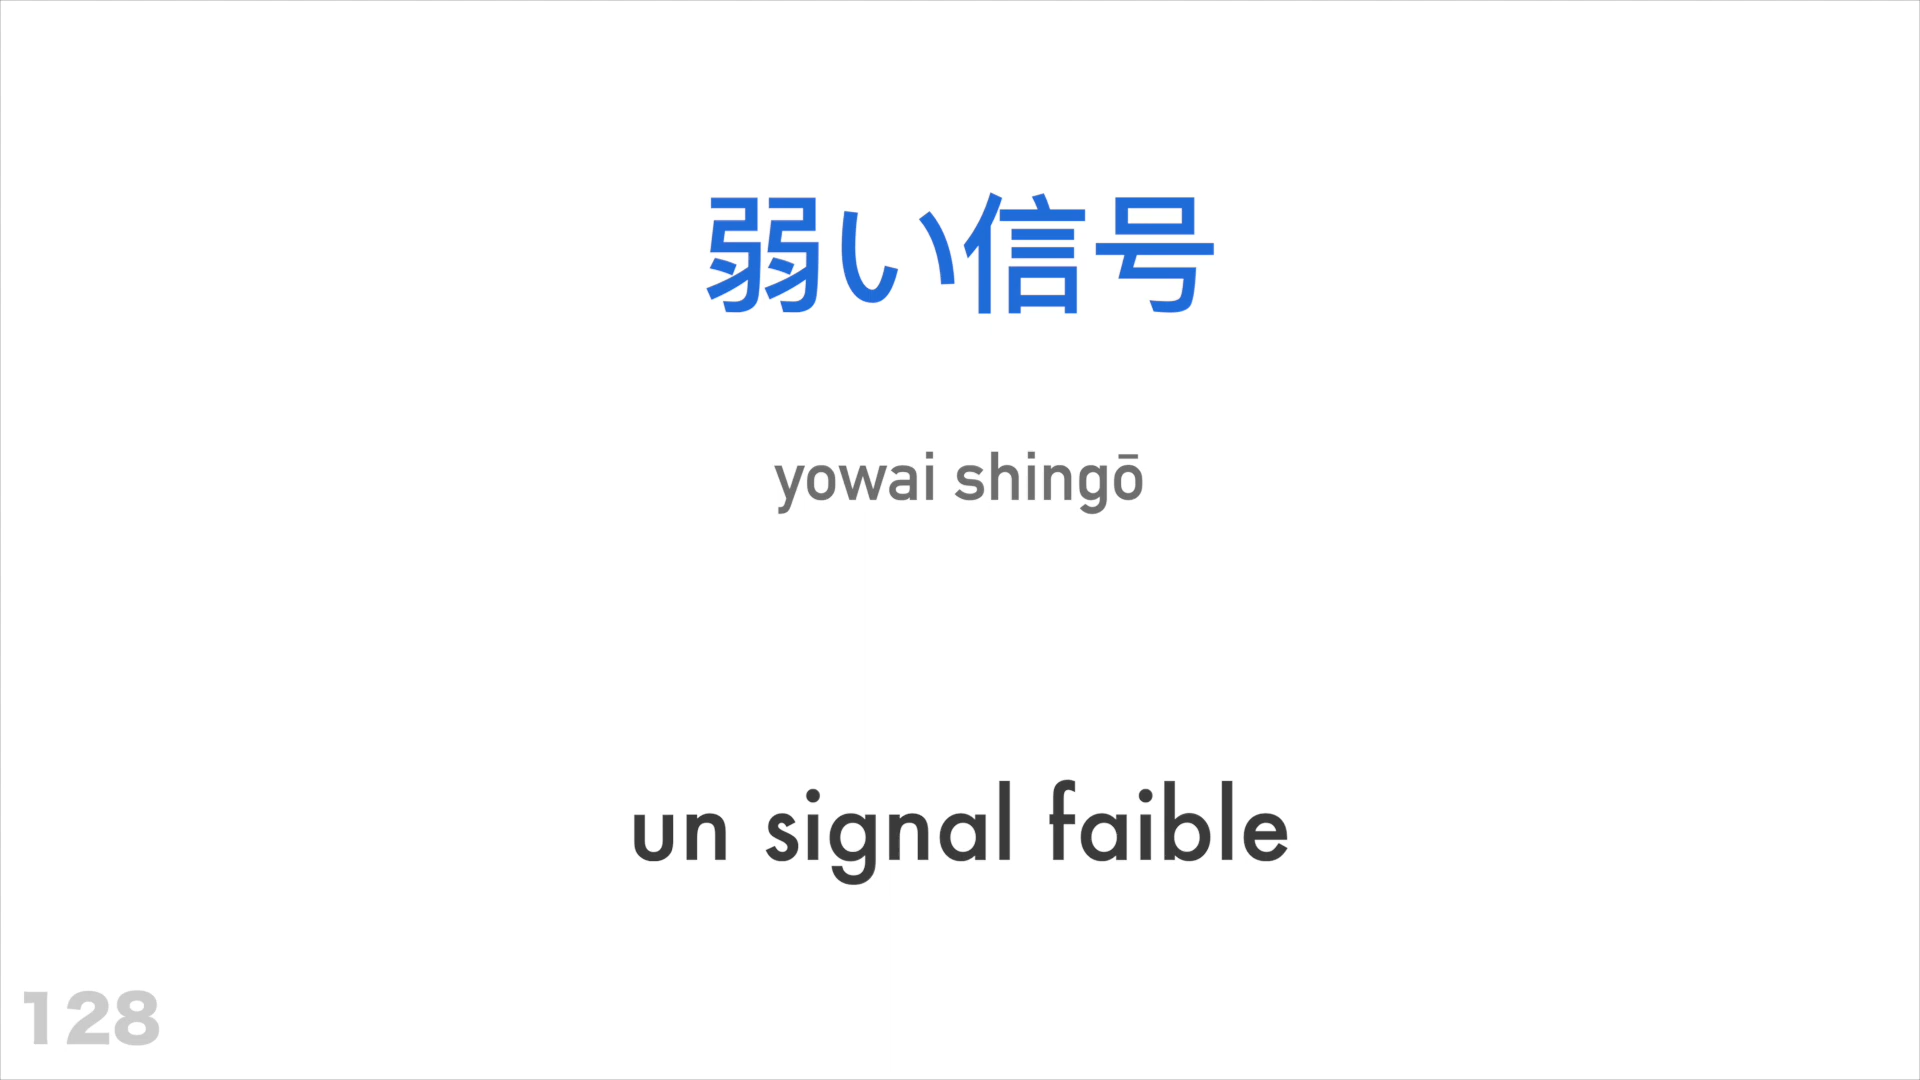 弱い信号
yowai shingō
un signal faible
128